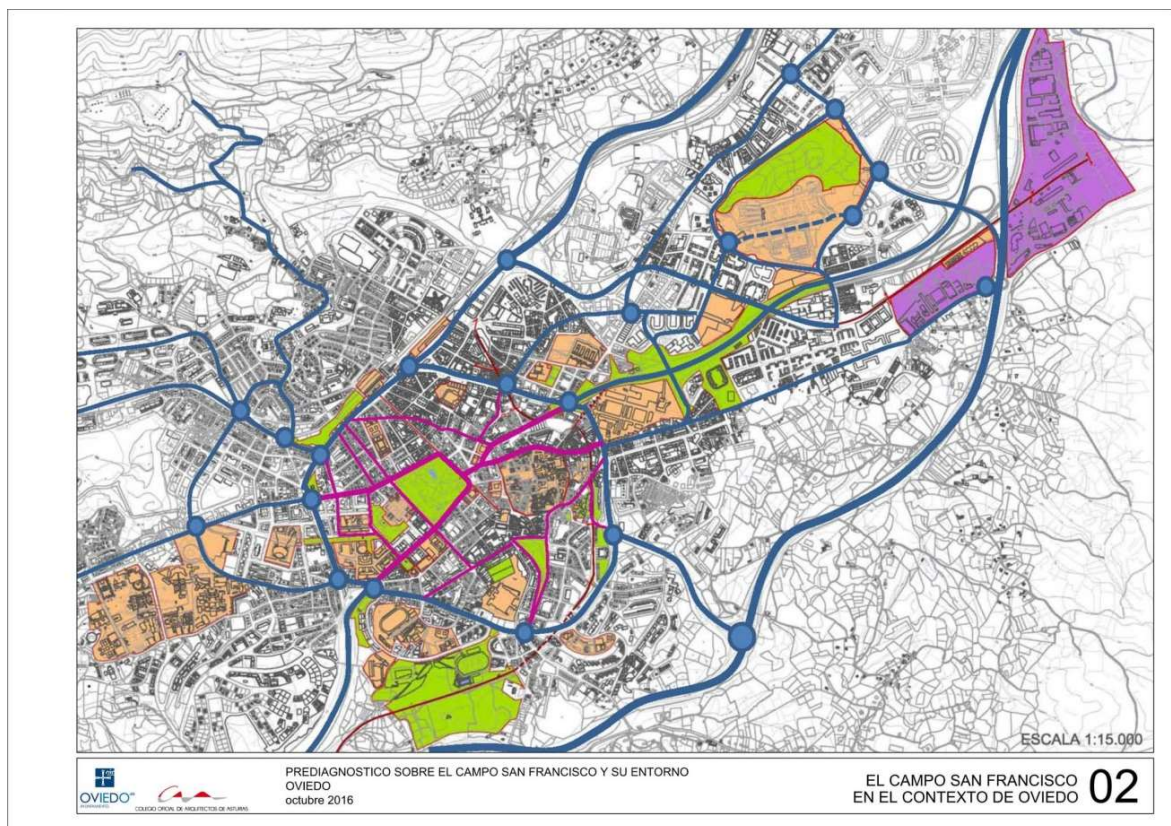 ESCALA 1:15.000
OVIEDO
COLEGIO OFICIAL DE ARQUITECTOS DE ASTURIAS
PREDIAGNOSTICO SOBRE EL CAMPO SAN FRANCISCO Y SU ENTORNO
OVIEDO
octubre 2016
EL CAMPO SAN FRANCISCO
EN EL CONTEXTO DE OVIEDO
02